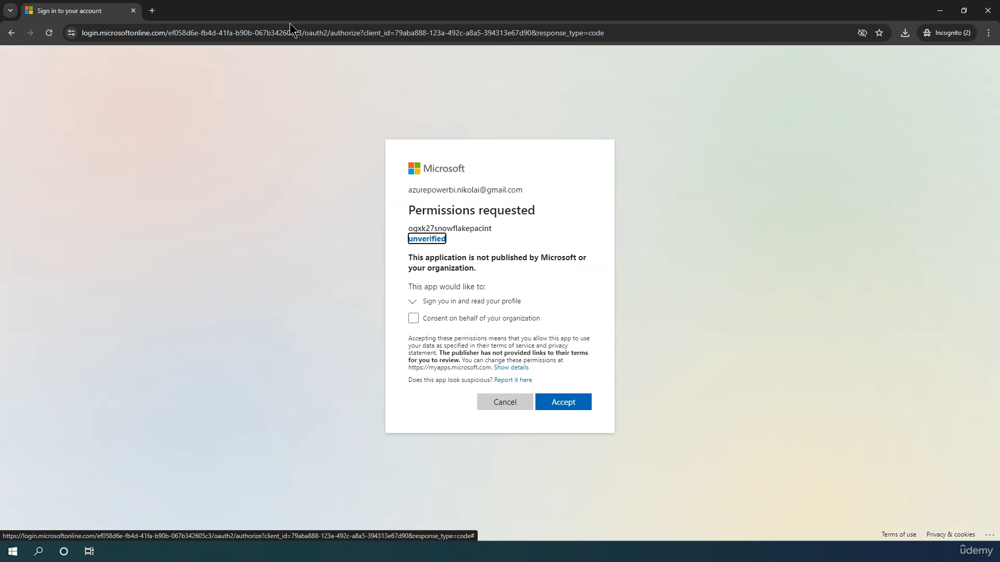 Sign in to your account
login.microsoftonline.com/ef058d6e-fb4d-41fa-b90b-067b342605c3/oauth2/authorize?client_id=79aba888-123a-492c-a8a5-394313e67d90&response_type=code
Incognito (2)
Microsoft
azurepowerbi.nikolai@gmail.com
Permissions requested
ogxk27snowflakepacint
unverified
This application is not published by Microsoft or
your organization.
This app would like to:
Sign you in and read your profile
Consent on behalf of your organization
Accepting these permissions means that you allow this app to use
your data as specified in their terms of service and privacy
statement. The publisher has not provided links to their terms
for you to review. You can change these permissions at
https://myapps.microsoft.com. Show details
Does this app look suspicious? Report it here
Cancel
Accept
https://login.microsoftonline.com/ef058d6e-fb4d-41fa-b90b-067b342605c3/oauth2/authorize?client_id=79aba888-123a-492c-a8a5-394313e67d90&response_type=code#
Terms of use
Privacy & cookies
...
ûdemy